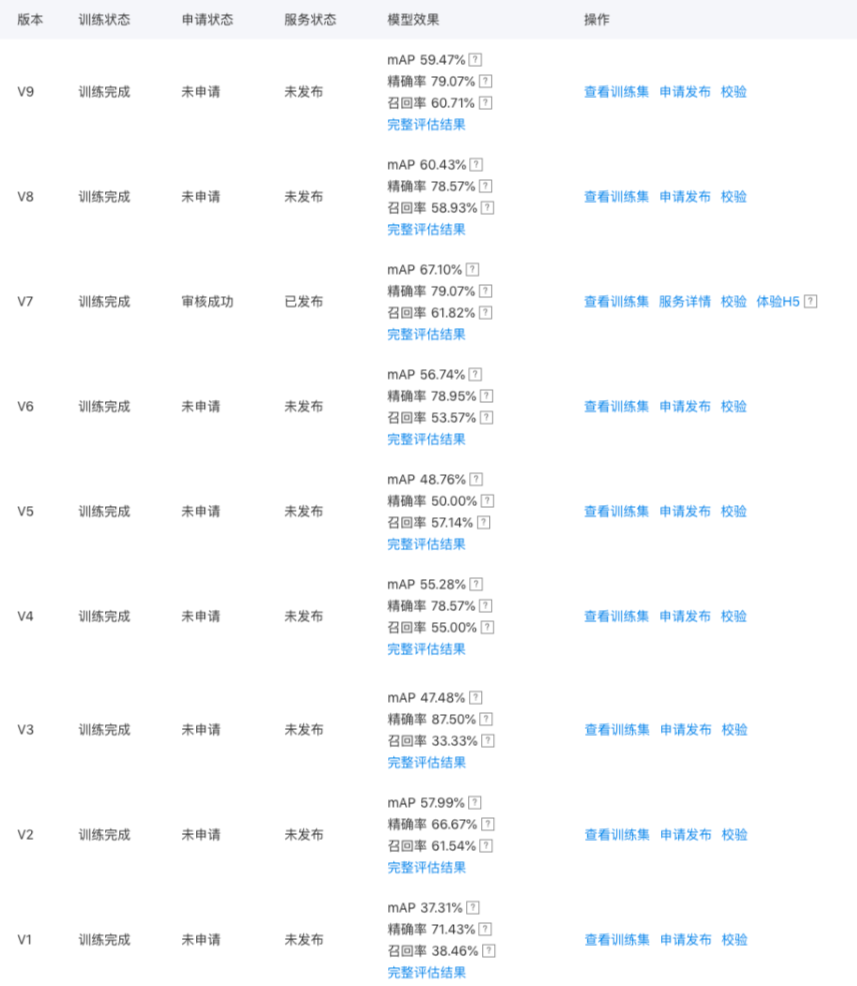 版本 训练状态 申请状态 服务状态 模型效果 操作
mAP 59.47% ?
精确率 79.07% ?
V9 训练完成 未申请 未发布 查看训练集 申请发布 校验
召回率 60.71% ?
完整评估结果
mAP 60.43% ?
精确率 78.57% ?
V8 训练完成 未申请 未发布 查看训练集 申请发布 校验
召回率 58.93% ?
完整评估结果
mAP 67.10% ?
精确率 79.07% ?
V7 训练完成 审核成功 已发布 查看训练集 服务详情 校验 体验H5 ?
召回率 61.82% ?
完整评估结果
mAP 56.74% ?
精确率 78.95% ?
V6 训练完成 未申请 未发布 查看训练集 申请发布 校验
召回率 53.57% ?
完整评估结果
mAP 48.76% ?
精确率 50.00% ?
V5 训练完成 未申请 未发布 查看训练集 申请发布 校验
召回率 57.14% ?
完整评估结果
mAP 55.28% ?
精确率 78.57% ?
V4 训练完成 未申请 未发布 查看训练集 申请发布 校验
召回率 55.00% ?
完整评估结果
mAP 47.48% ?
精确率 87.50% ?
V3 训练完成 未申请 未发布 查看训练集 申请发布 校验
召回率 33.33% ?
完整评估结果
mAP 57.99% ?
精确率 66.67% ?
V2 训练完成 未申请 未发布 查看训练集 申请发布 校验
召回率 61.54% ?
完整评估结果
mAP 37.31% ?
精确率 71.43% ?
V1 训练完成 未申请 未发布 查看训练集 申请发布 校验
召回率 38.46% ?
完整评估结果